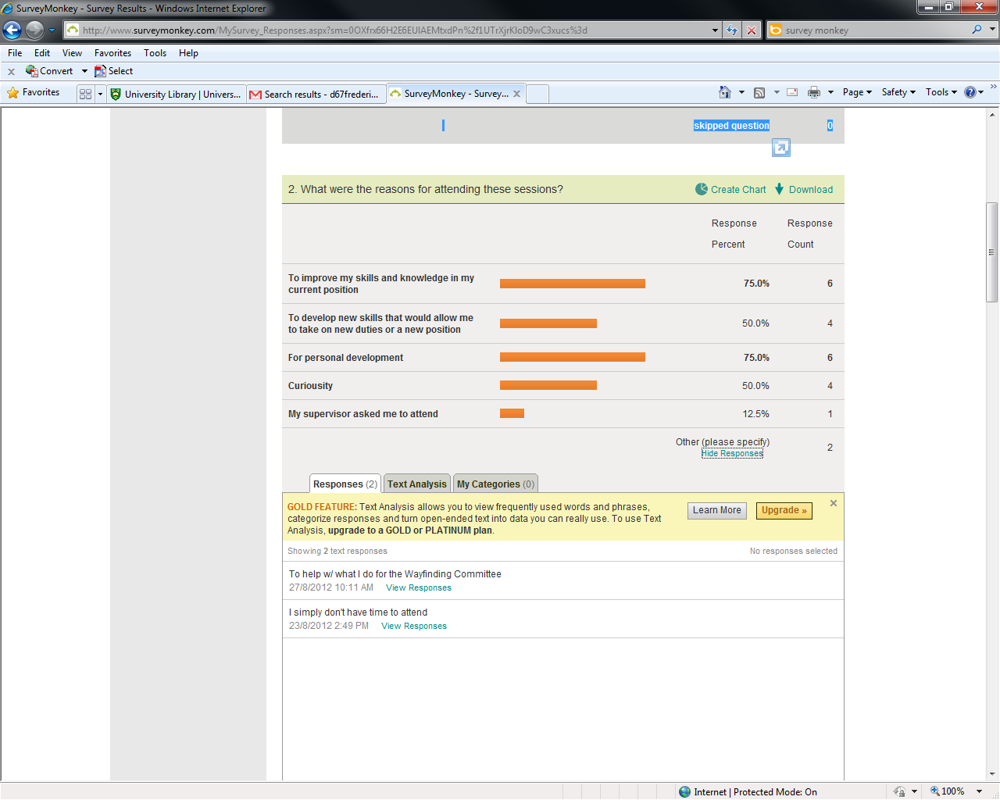 SurveyMonkey - Survey Results - Windows Internet Explorer
http://www.surveymonkey.com/MySurvey_Responses.aspx?sm=0OXfrx66H2E6EUIAEMtxdPn%2f1UTrXjrKIoD9wC3xucs%3d
survey monkey
File Edit View Favorites Tools Help
x Convert Select
Favorites University Library | Univers... Search results - d67frederi... SurveyMonkey - Survey... Page Safety Tools
skipped question 0
2. What were the reasons for attending these sessions? Create Chart Download
Response Response
Percent Count
To improve my skills and knowledge in my
current position 75.0% 6
To develop new skills that would allow me
to take on new duties or a new position 50.0% 4
For personal development 75.0% 6
Curiousity 50.0% 4
My supervisor asked me to attend 12.5% 1
Other (please specify) 2
Hide Responses
Responses (2) Text Analysis My Categories (0)
GOLD FEATURE: Text Analysis allows you to view frequently used words and phrases,
categorize responses and turn open-ended text into data you can really use. To use Text
Analysis, upgrade to a GOLD or PLATINUM plan.
Learn More Upgrade »
Showing 2 text responses No responses selected
To help w/ what I do for the Wayfinding Committee
27/8/2012 10:11 AM View Responses
I simply don't have time to attend
23/8/2012 2:49 PM View Responses
Internet | Protected Mode: On 100%